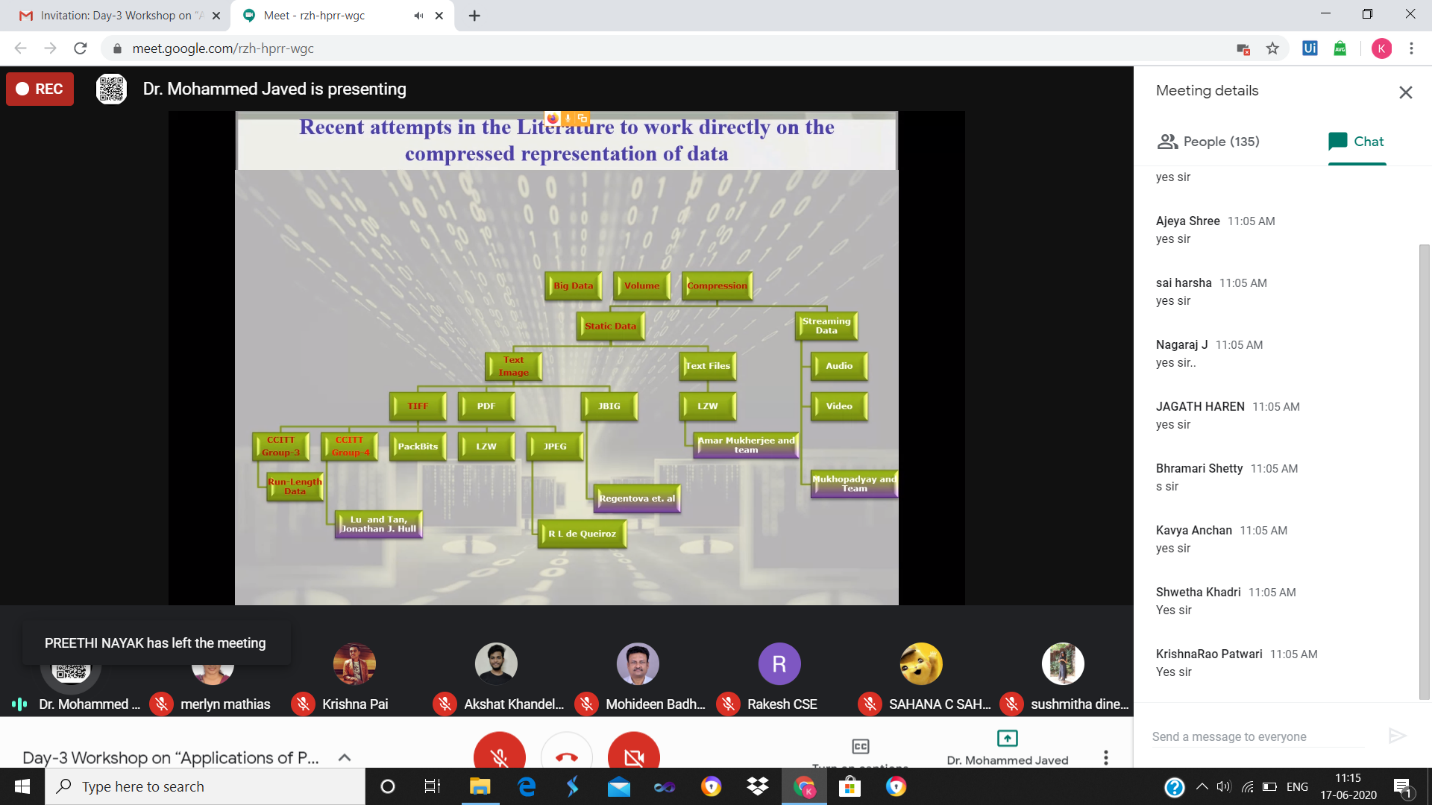 Invitation: Day-3 Workshop on "A
Meet - rzh-hprr-wgc
meet.google.com/rzh-hprr-wgc
Ui
AVG
K
REC
Dr. Mohammed Javed is presenting
Recent attempts in the Literature to work directly on the
compressed representation of data
Big Data
Volume
Compression
Static Data
Streaming
Data
Text
Image
Text Files
Audio
TIFF
PDF
JBIG
LZW
Video
CCITT
Group-3
CCITT
Group-4
PackBits
LZW
JPEG
Amar Mukherjee and
team
Run-Length
Data
Mukhopadyay and
Team
Regentova et. al
Lu and Tan,
Jonathan J. Hull
R L de Queiroz
PREETHI NAYAK has left the meeting
R
Dr. Mohammed ...
merlyn mathias
Krishna Pai
Akshat Khandel...
Mohideen Badh...
Rakesh CSE
SAHANA C SAH...
sushmitha dine...
Day-3 Workshop on “Applications of P...
CC
Turn on captions
Dr. Mohammed Javed
Meeting details
People (135)
Chat
yes sir
Ajeya Shree 11:05 AM
yes sir
sai harsha 11:05 AM
yes sir
Nagaraj J 11:05 AM
yes sir..
JAGATH HAREN 11:05 AM
yes sir
Bhramari Shetty 11:05 AM
s sir
Kavya Anchan 11:05 AM
yes sir
Shwetha Khadri 11:05 AM
Yes sir
KrishnaRao Patwari 11:05 AM
Yes sir
Send a message to everyone
Type here to search
K
ENG
11:15
17-06-2020
1